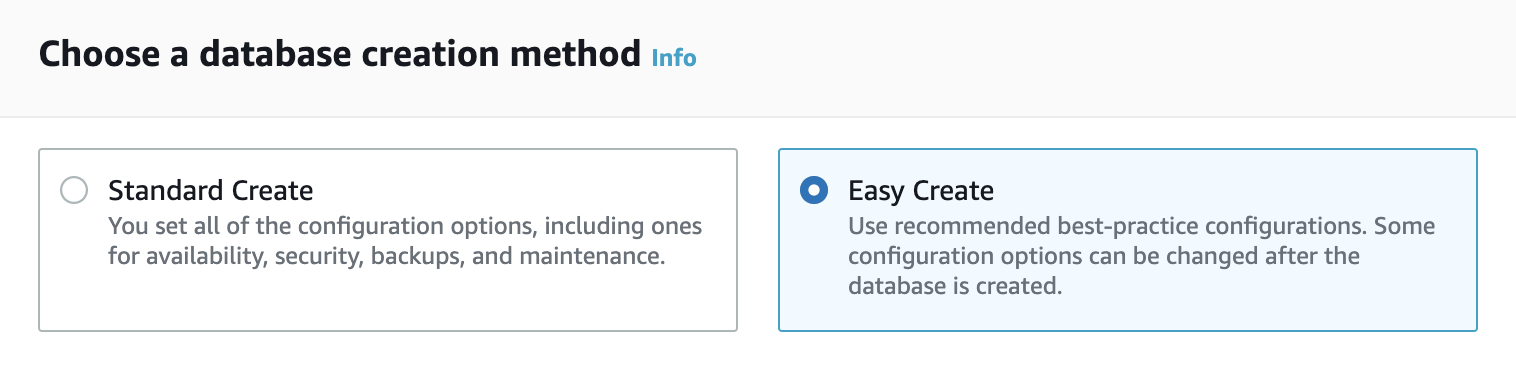 Choose a database creation method Info
Standard Create
You set all of the configuration options, including ones
for availability, security, backups, and maintenance.
Easy Create
Use recommended best-practice configurations. Some
configuration options can be changed after the
database is created.